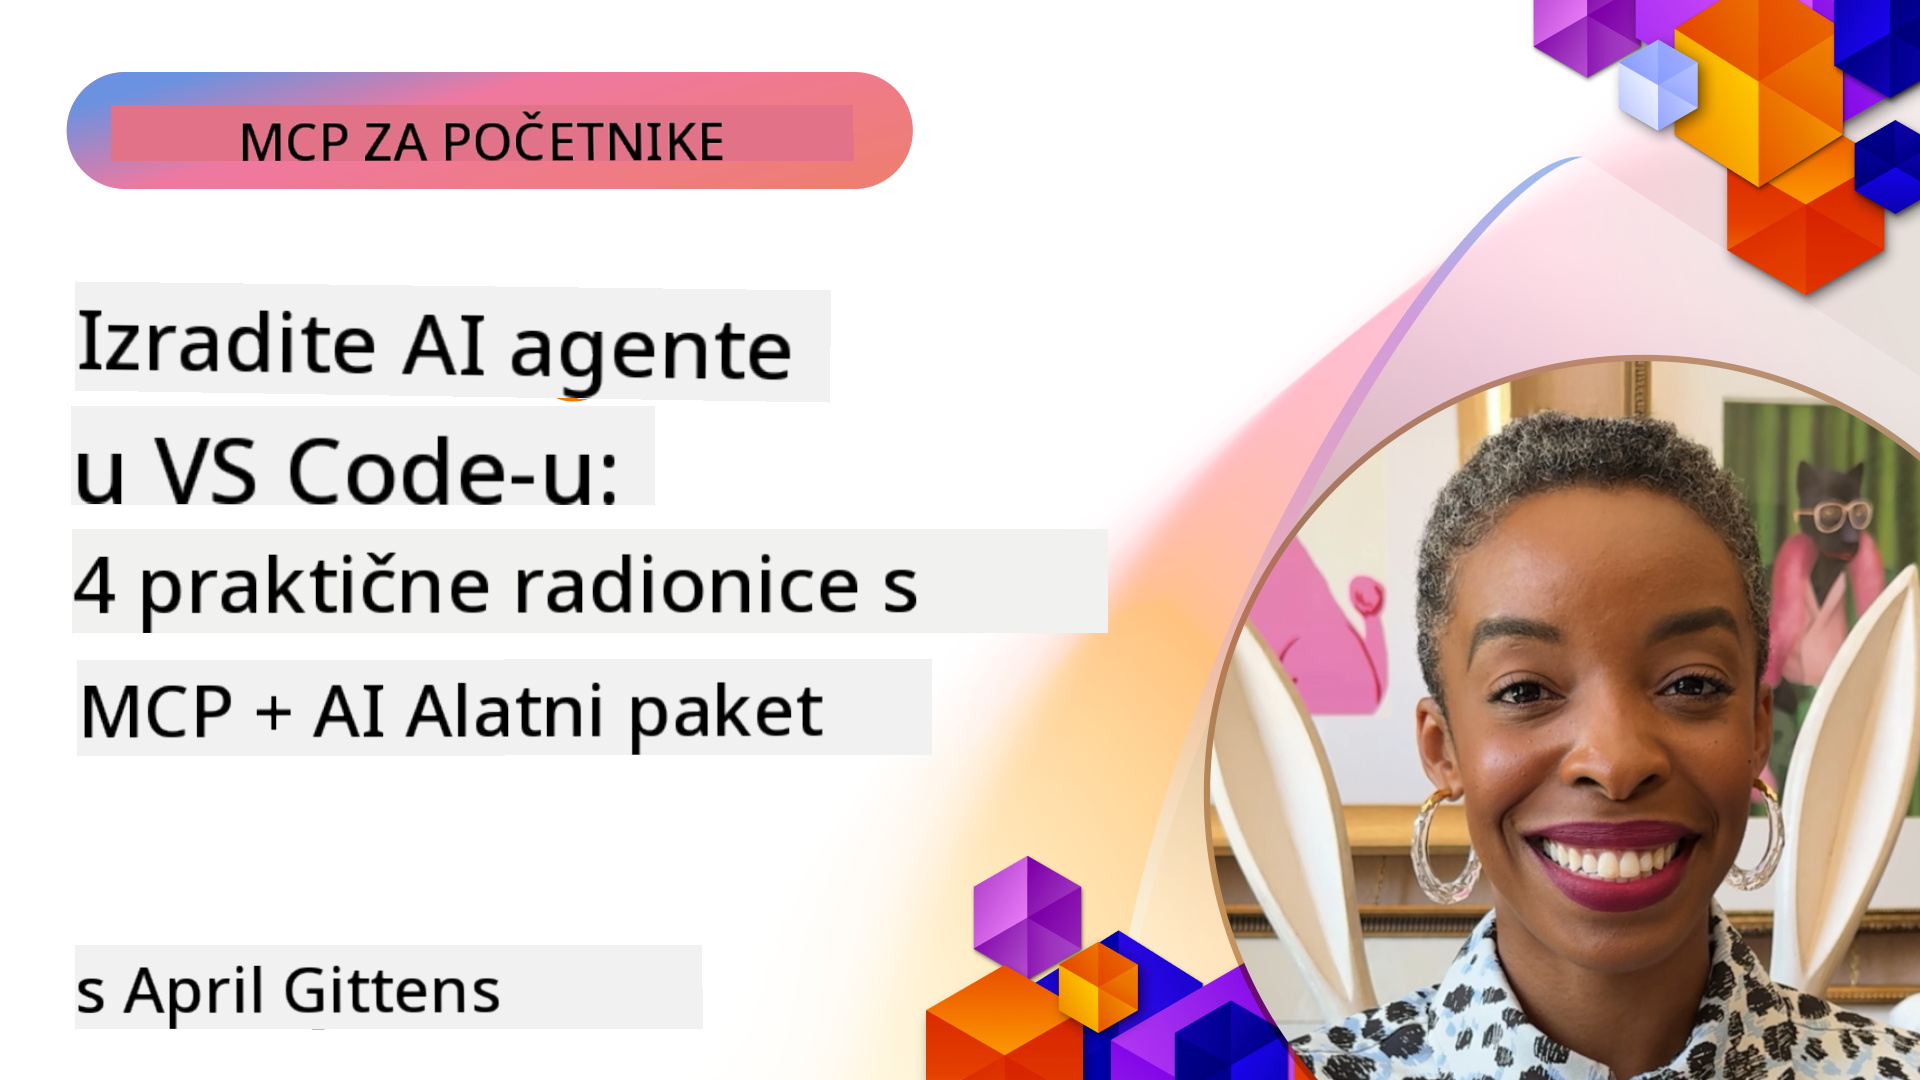 MCP ZA POČETNIKE
Izradite AI agente
u VS Code-u:
4 praktične radionice s
MCP + AI Alatni paket
s April Gittens